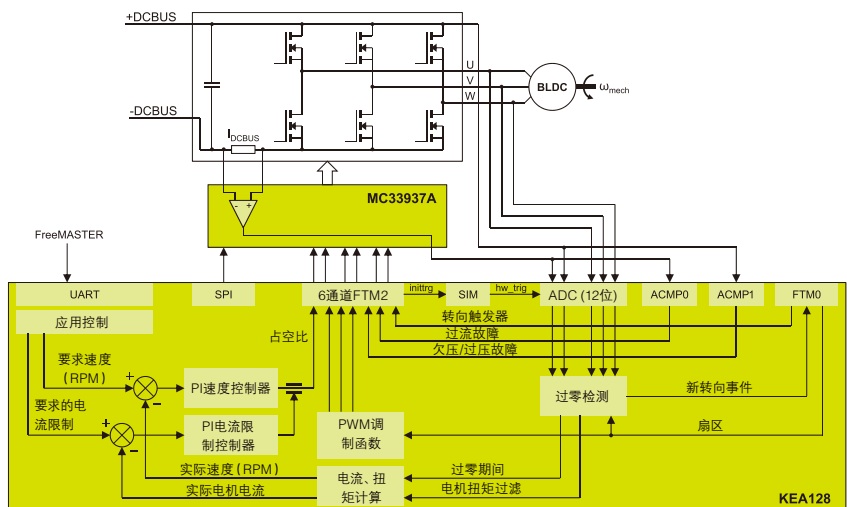 +DCBUS
-DCBUS
IDCBUS
U
V
W
BLDC
ωmech
MC33937A
- +
FreeMASTER
UART
SPI
6通道FTM2
inittrg
SIM
hw_trig
ADC (12位)
ACMP0
ACMP1
FTM0
应用控制
占空比
转向触发器
过流故障
欠压/过压故障
要求速度
(RPM)
+
-
PI速度控制器
过零检测
新转向事件
要求的电
流限制
+
-
PI电流限
制控制器
PWM调
制函数
扇区
实际速度(RPM)
实际电机电流
电流、扭
矩计算
过零期间
电机扭矩过滤
KEA128